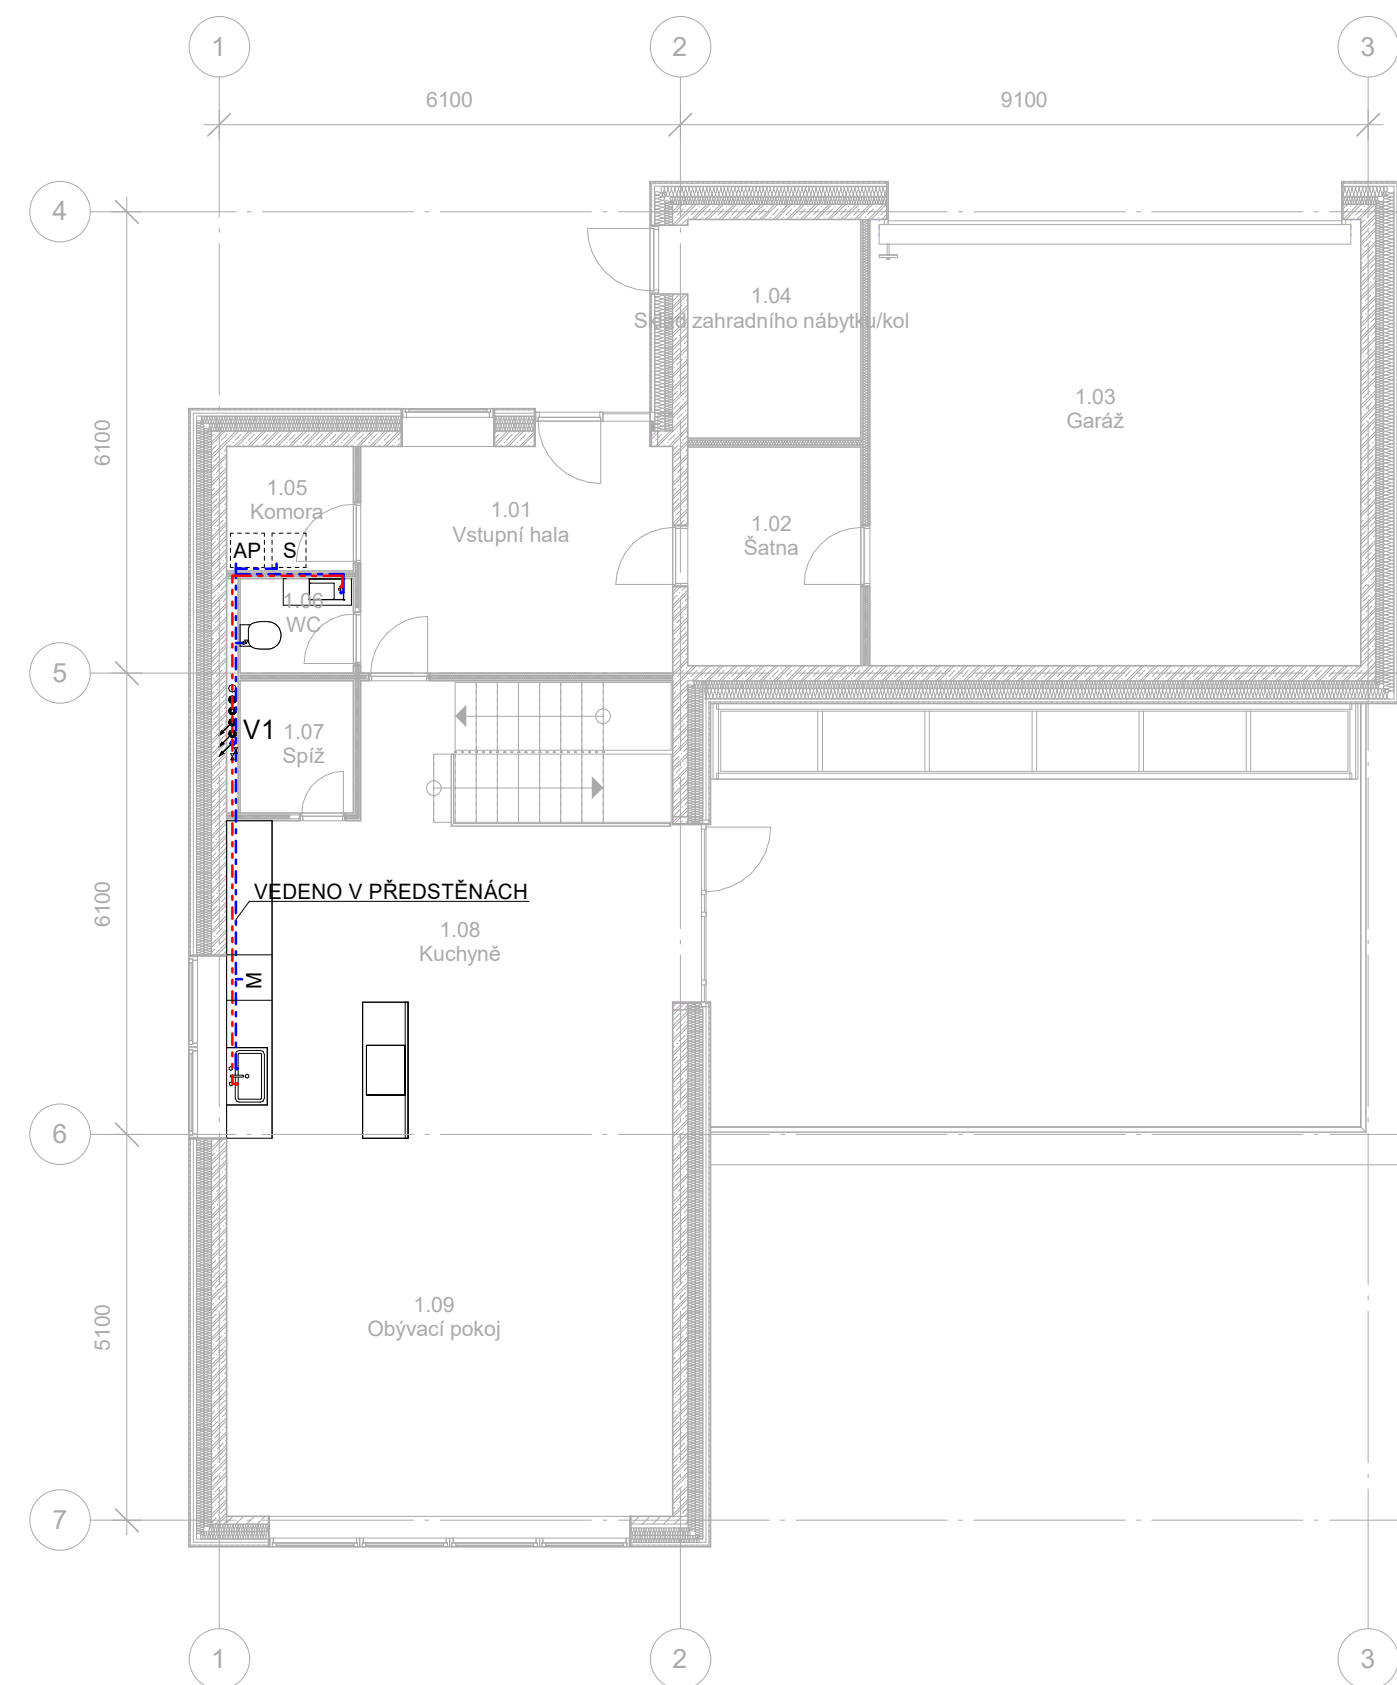 1
2
3
6100
9100
4
1.04
Sklad zahradního nábytku/kol
1.03
Garáž
6100
1.05
Komora
1.01
Vstupní hala
1.02
Šatna
AP
S
1.06
WC
5
V1
1.07
Spíž
6100
VEDENO V PŘEDSTĚNÁCH
1.08
Kuchyně
M
6
5100
1.09
Obývací pokoj
7
1
2
3